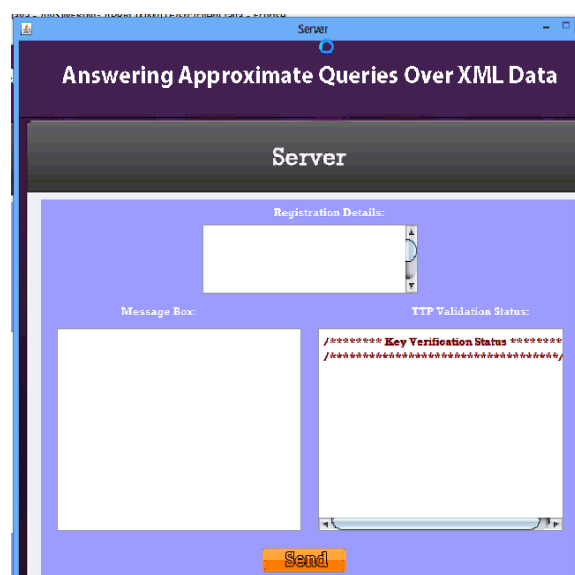 Server
Answering Approximate Queries Over XML Data
Server
Registration Details:
Message Box:
TTP Validation Status:
/******** Key Verification Status ********
/***********************************/
Send